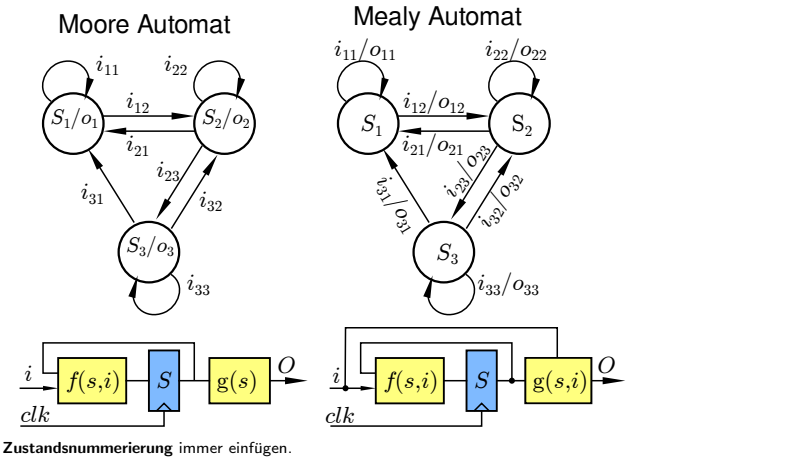 Moore Automat
Mealy Automat
i₁₁
i₂₂
S₁/o₁
i₁₂
S₂/o₂
i₂₁
i₂₃
i₃₁
i₃₂
S₃/o₃
i₃₃
i₁₁/o₁₁
i₂₂/o₂₂
S₁
i₁₂/o₁₂
S₂
i₂₁/o₂₁
i₂₃/o₂₃
i₃₁/o₃₁
i₃₂/o₃₂
S₃
i₃₃/o₃₃
i
f(s,i)
S
g(s)
O
clk
i
f(s,i)
S
g(s,i)
O
clk
Zustandsnummerierung immer einfügen.